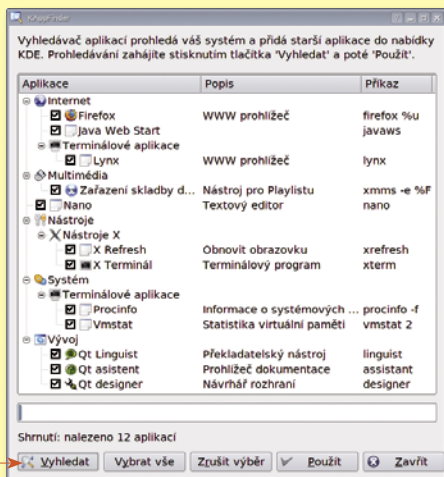 KAppFinder
Vyhledávač aplikací prohledá váš systém a přidá starší aplikace do nabídky
KDE. Prohledávání zahájíte stisknutím tlačítka 'Vyhledat' a poté 'Použít'.
Aplikace Popis Příkaz
Internet
Firefox WWW prohlížeč firefox %u
Java Web Start javaws
Terminálové aplikace
Lynx WWW prohlížeč lynx
Multimédia
Zařazení skladby d... Nástroj pro Playlistu xmms -e %F
Nano Textový editor nano
Nástroje
Nástroje X
X Refresh Obnovit obrazovku xrefresh
X Terminál Terminálový program xterm
Systém
Terminálové aplikace
Procinfo Informace o systémových ... procinfo -f
Vmstat Statistika virtuální paměti vmstat 2
Vývoj
Qt Linguist Překladatelský nástroj linguist
Qt asistent Prohlížeč dokumentace assistant
Qt designer Návrhář rozhraní designer
Shrnutí: nalezeno 12 aplikací
Vyhledat Vybrat vše Zrušit výběr Použít Zavřít